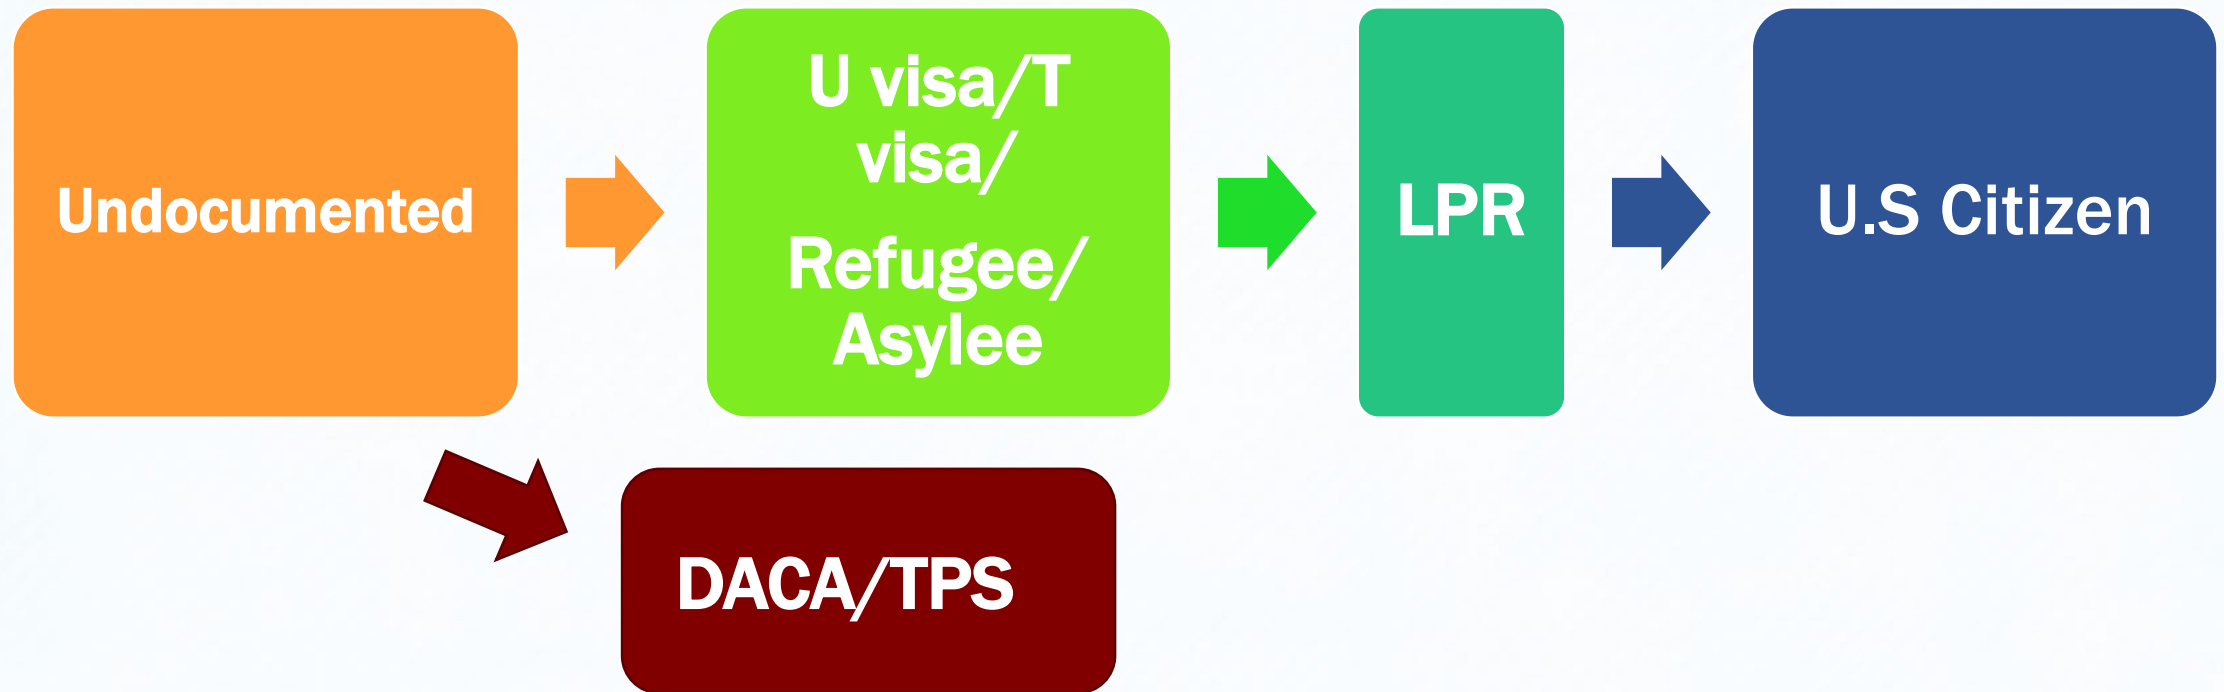 Undocumented
U visa/T
visa/
Refugee/
Asylee
LPR
U.S Citizen
DACA/TPS